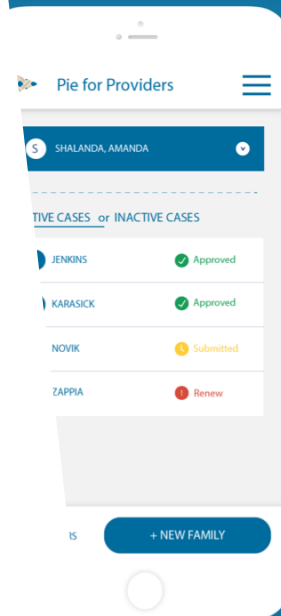 Pie for Providers
S SHALANDA, AMANDA
TIVE CASES or INACTIVE CASES
JENKINS Approved
KARASICK Approved
NOVIK Submitted
ZAPPIA Renew
+ NEW FAMILY